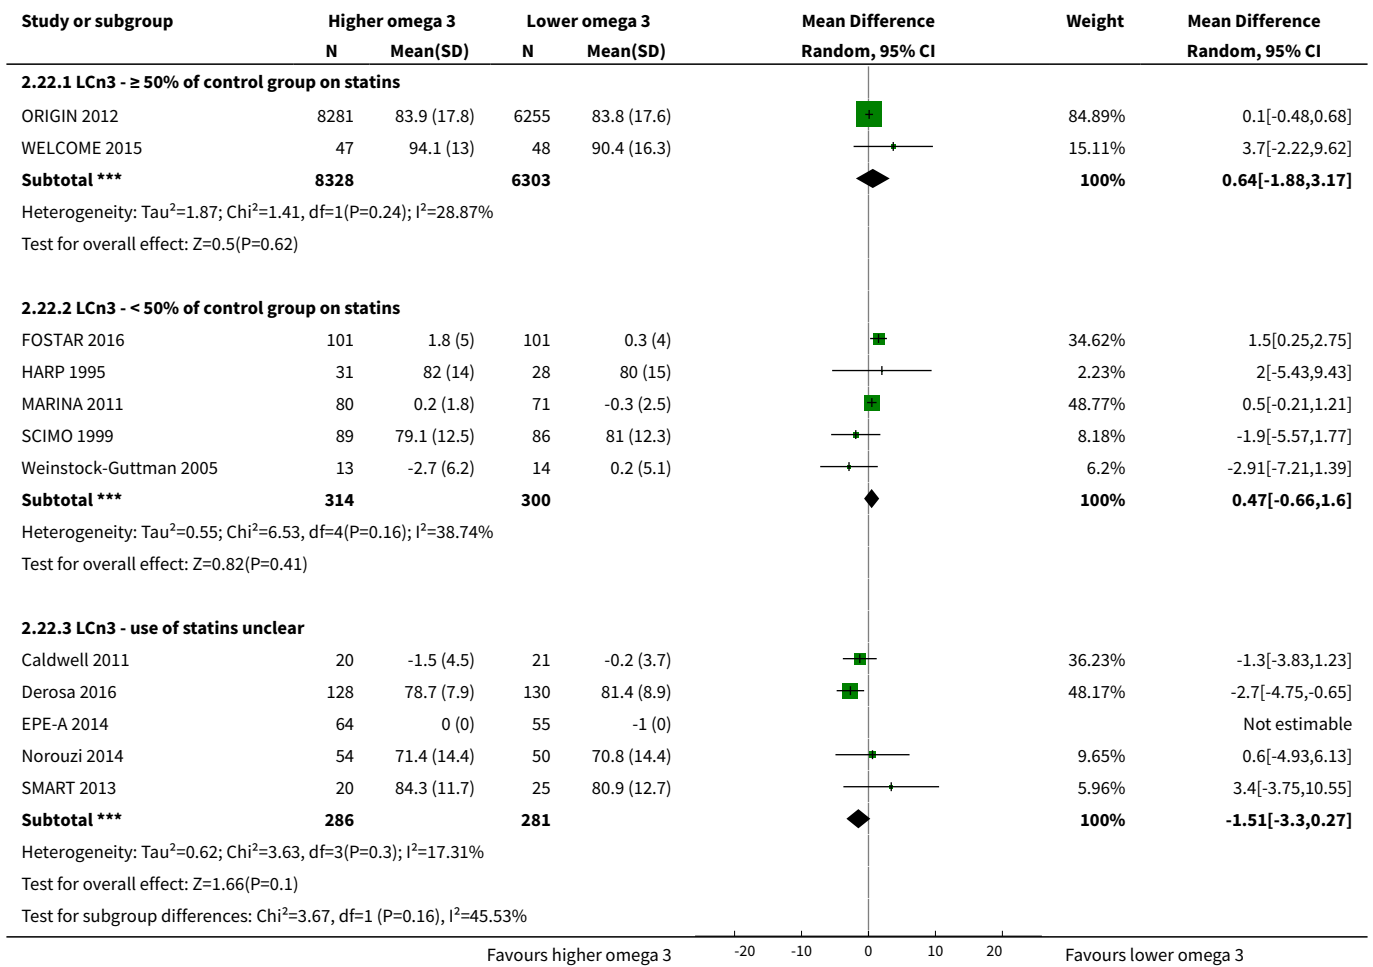 Study or subgroup Higher omega 3 Lower omega 3 Mean Difference Weight Mean Difference
N Mean(SD) N Mean(SD) Random, 95% CI Random, 95% CI
2.22.1 LCn3 - ≥ 50% of control group on statins
ORIGIN 2012 8281 83.9 (17.8) 6255 83.8 (17.6) 84.89% 0.1[-0.48,0.68]
WELCOME 2015 47 94.1 (13) 48 90.4 (16.3) 15.11% 3.7[-2.22,9.62]
Subtotal *** 8328 6303 100% 0.64[-1.88,3.17]
Heterogeneity: Tau²=1.87; Chi²=1.41, df=1(P=0.24); I²=28.87%
Test for overall effect: Z=0.5(P=0.62)
2.22.2 LCn3 - < 50% of control group on statins
FOSTAR 2016 101 1.8 (5) 101 0.3 (4) 34.62% 1.5[0.25,2.75]
HARP 1995 31 82 (14) 28 80 (15) 2.23% 2[-5.43,9.43]
MARINA 2011 80 0.2 (1.8) 71 -0.3 (2.5) 48.77% 0.5[-0.21,1.21]
SCIMO 1999 89 79.1 (12.5) 86 81 (12.3) 8.18% -1.9[-5.57,1.77]
Weinstock-Guttman 2005 13 -2.7 (6.2) 14 0.2 (5.1) 6.2% -2.91[-7.21,1.39]
Subtotal *** 314 300 100% 0.47[-0.66,1.6]
Heterogeneity: Tau²=0.55; Chi²=6.53, df=4(P=0.16); I²=38.74%
Test for overall effect: Z=0.82(P=0.41)
2.22.3 LCn3 - use of statins unclear
Caldwell 2011 20 -1.5 (4.5) 21 -0.2 (3.7) 36.23% -1.3[-3.83,1.23]
Derosa 2016 128 78.7 (7.9) 130 81.4 (8.9) 48.17% -2.7[-4.75,-0.65]
EPE-A 2014 64 0 (0) 55 -1 (0) Not estimable
Norouzi 2014 54 71.4 (14.4) 50 70.8 (14.4) 9.65% 0.6[-4.93,6.13]
SMART 2013 20 84.3 (11.7) 25 80.9 (12.7) 5.96% 3.4[-3.75,10.55]
Subtotal *** 286 281 100% -1.51[-3.3,0.27]
Heterogeneity: Tau²=0.62; Chi²=3.63, df=3(P=0.3); I²=17.31%
Test for overall effect: Z=1.66(P=0.1)
Test for subgroup differences: Chi²=3.67, df=1 (P=0.16), I²=45.53%
Favours higher omega 3 -20 -10 0 10 20 Favours lower omega 3